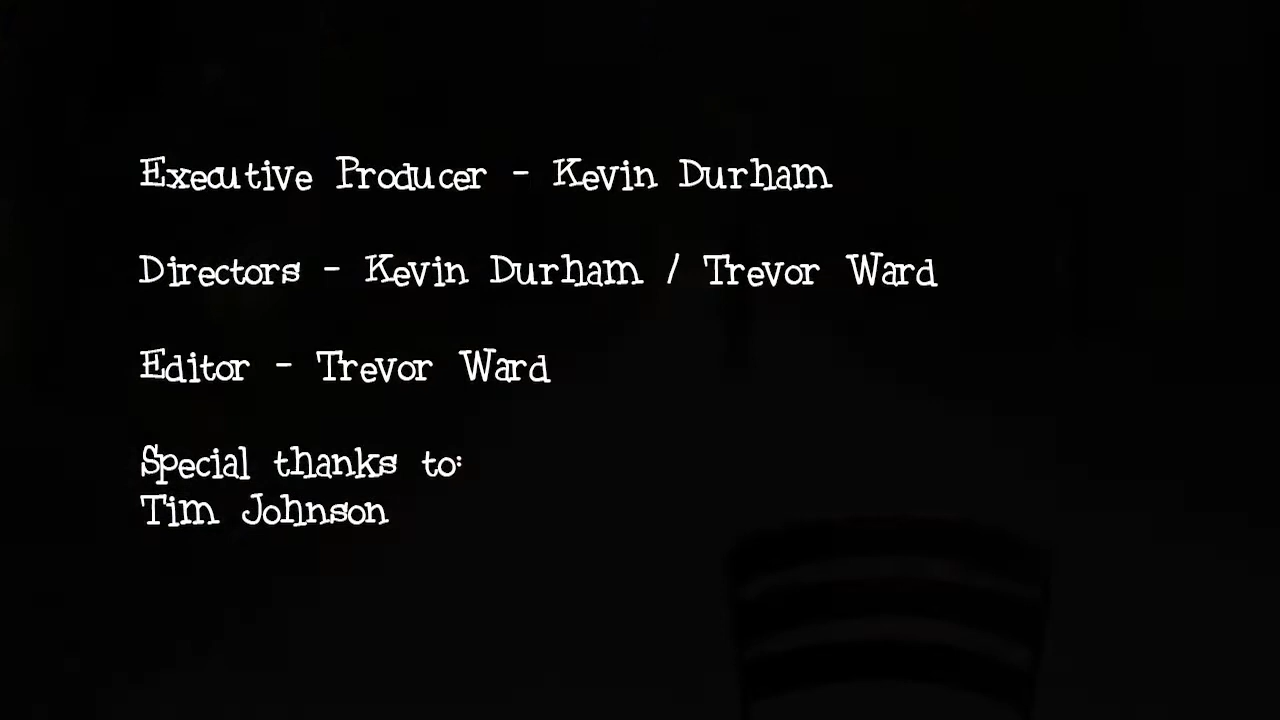 Executive Producer - Kevin Durham
Directors - Kevin Durham / Trevor Ward
Editor - Trevor Ward
Special thanks to:
Tim Johnson